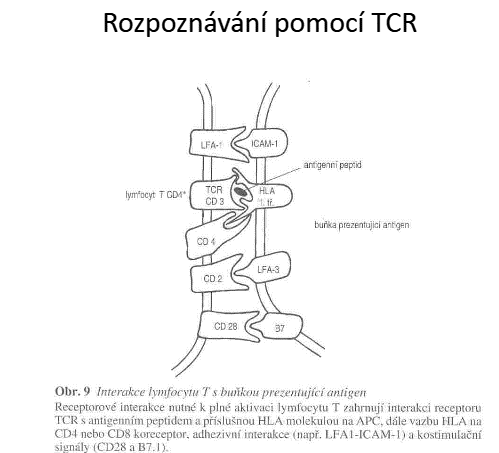 Rozpoznávání pomocí TCR
LFA-1
ICAM-1
antigenní peptid
lymfocyt T CD4⁺
TCR
CD 3
HLA
II. tř.
buňka prezentující antigen
CD 4
CD 2
LFA-3
CD 28
B7
Obr. 9 Interakce lymfocytu T s buňkou prezentující antigen
Receptorové interakce nutné k plné aktivaci lymfocytu T zahrnují interakci receptoru
TCR s antigenním peptidem a příslušnou HLA molekulou na APC, dále vazbu HLA na
CD4 nebo CD8 koreceptor, adhezivní interakce (např. LFA1-ICAM-1) a kostimulační
signály (CD28 a B7.1).